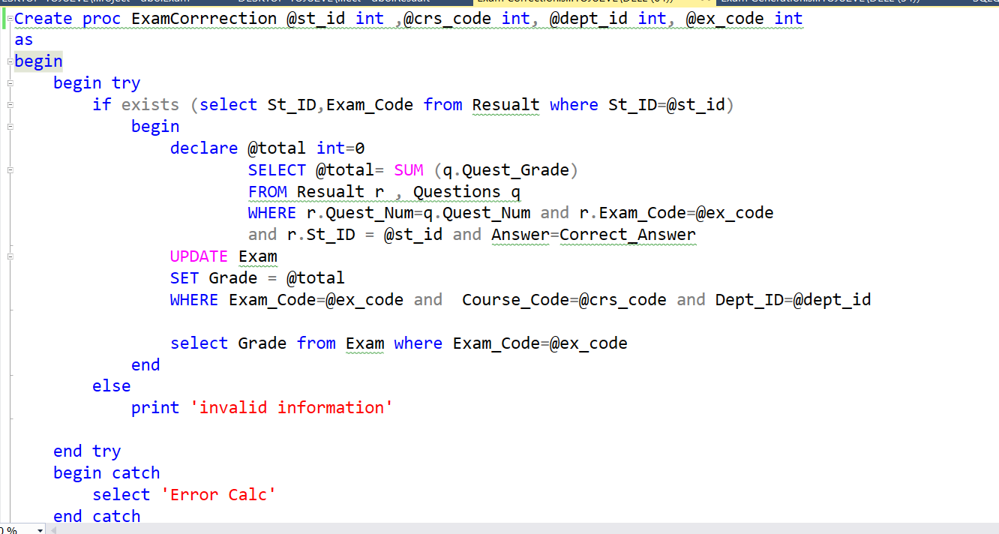 Create proc ExamCorrrection @st_id int ,@crs_code int, @dept_id int, @ex_code int
as
begin
begin try
if exists (select St_ID,Exam_Code from Resualt where St_ID=@st_id)
begin
declare @total int=0
SELECT @total= SUM (q.Quest_Grade)
FROM Resualt r , Questions q
WHERE r.Quest_Num=q.Quest_Num and r.Exam_Code=@ex_code
and r.St_ID = @st_id and Answer=Correct_Answer
UPDATE Exam
SET Grade = @total
WHERE Exam_Code=@ex_code and  Course_Code=@crs_code and Dept_ID=@dept_id
select Grade from Exam where Exam_Code=@ex_code
end
else
print 'invalid information'
end try
begin catch
select 'Error Calc'
end catch